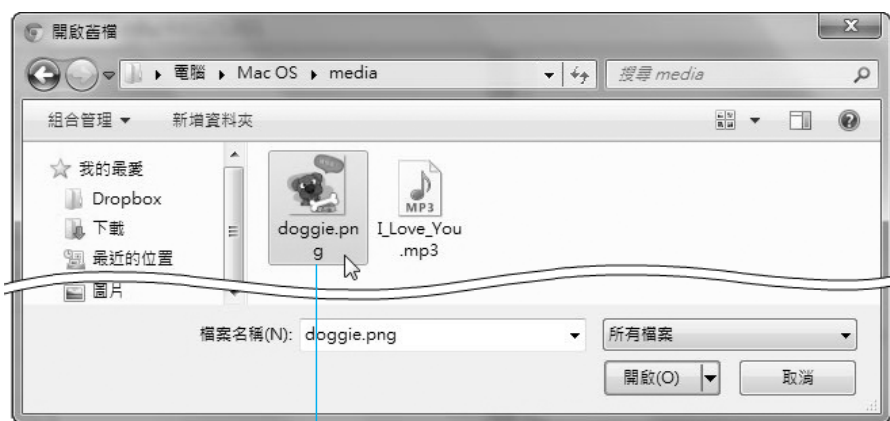 開啟舊檔
電腦 ▸ Mac OS ▸ media
搜尋 media
組合管理 新增資料夾
我的最愛
Dropbox
下載
最近的位置
圖片
doggie.pn
g
I_Love_You
.mp3
MP3
檔案名稱(N): doggie.png
所有檔案
開啟(O)
取消